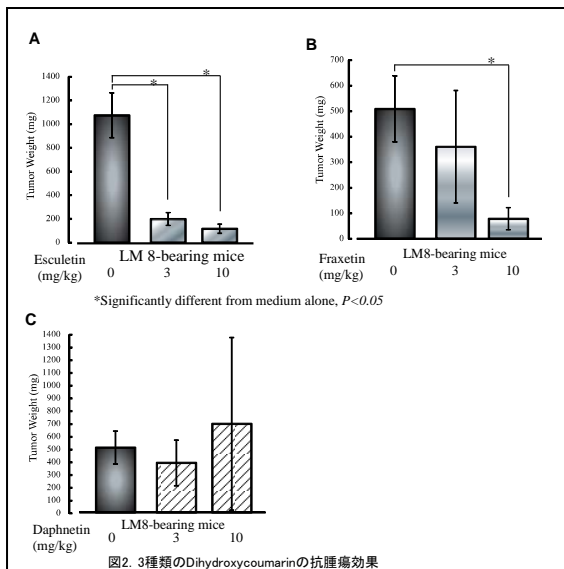 A
* *
1400
1200
1000
800
600
400
200
0
Tumor Weight (mg)
Esculetin LM 8-bearing mice
(mg/kg) 0 3 10
B
*
700
600
500
400
300
200
100
0
Tumor Weight (mg)
Fraxetin LM8-bearing mice
(mg/kg) 0 3 10
*Significantly different from medium alone, P<0.05
C
1400
1300
1200
1100
1000
900
800
700
600
500
400
300
200
100
0
Tumor Weight (mg)
Daphnetin LM8-bearing mice
(mg/kg) 0 3 10
図2. 3種類のDihydroxycoumarinの抗腫瘍効果